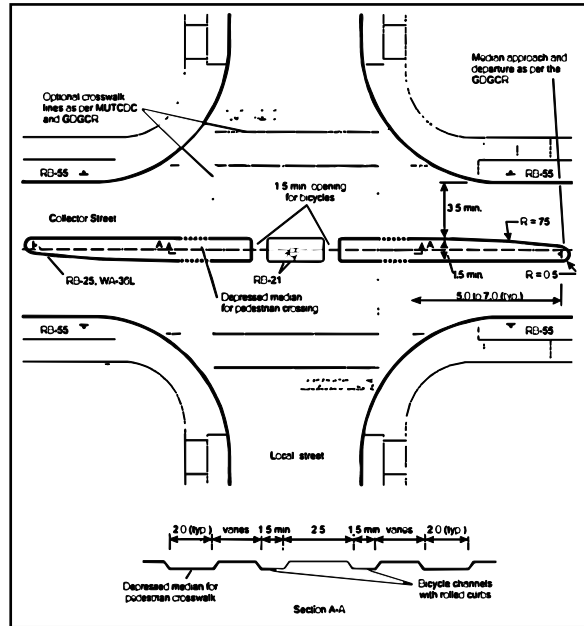 Median approach and
departure as per the
GDGCR
Optional crosswalk
lines as per MUTCDC
and GDGCR
RB-55
RB-55
1 5 min opening
for bicycles
3 5 min.
Collector Street
R = 75
A
A
RB-21
1.5 min.
RB-25, WA-36L
R = 0 5
Depressed median
for pedestrian crossing
5.0 to 7.0 (typ.)
RB-55
RB-55
Local street
2 0 (typ.)
vanes
1 5 min
2 5
1 5 min
vanes
2 0 (typ.)
Depressed median for
pedestrian crosswalk
Bicycle channels
with rolled curbs
Section A-A